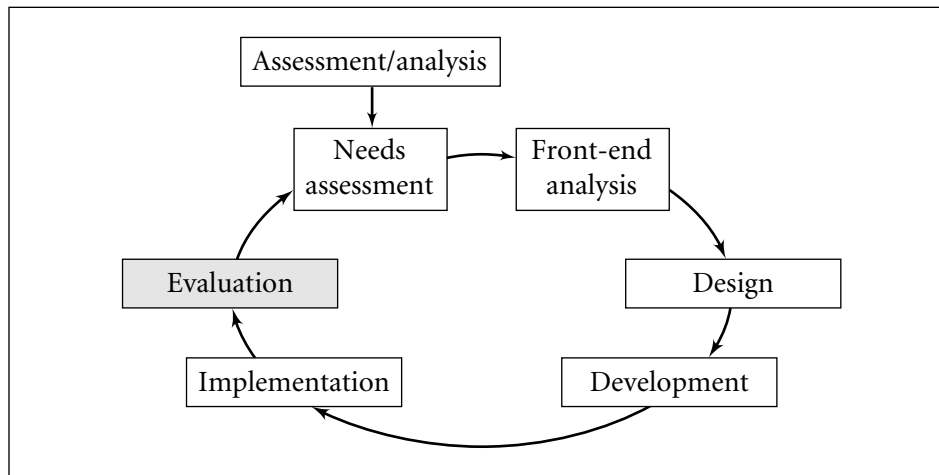 Assessment/analysis
Needs
assessment
Front-end
analysis
Evaluation
Design
Implementation
Development